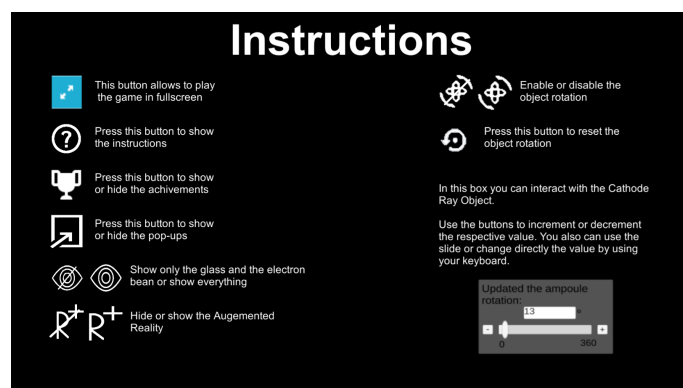 Instructions
This button allows to play
the game in fullscreen
Press this button to show
the instructions
Press this button to show
or hide the achivements
Press this button to show
or hide the pop-ups
Show only the glass and the electron
bean or show everything
Hide or show the Augemented
Reality
Enable or disable the
object rotation
Press this button to reset the
object rotation
In this box you can interact with the Cathode
Ray Object.
Use the buttons to increment or decrement
the respective value. You also can use the
slide or change directly the value by using
your keyboard.
Updated the ampoule
rotation:
13 °
- +
0 360